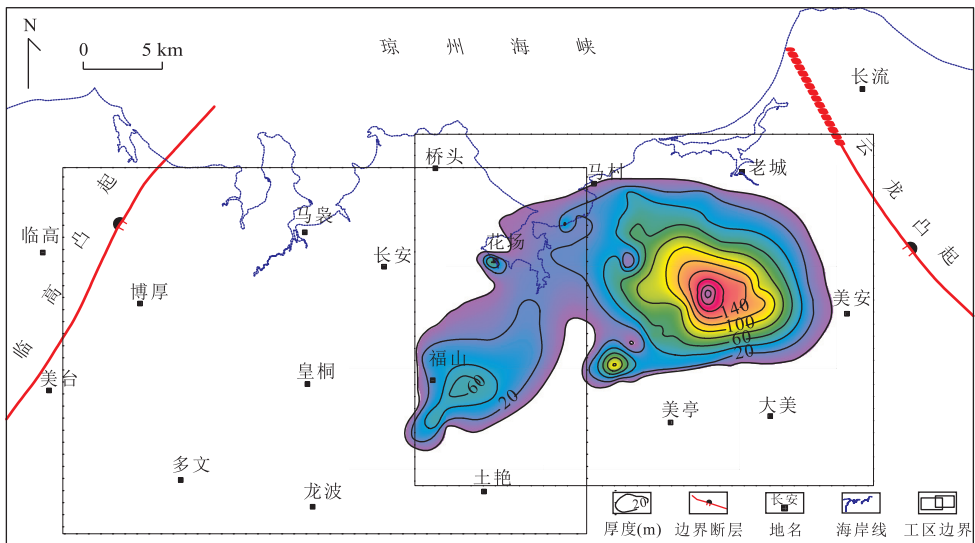 N
0 5 km
琼州海峡
长流
云龙凸起
桥头
马村
老城
临高凸起
马袅
临高
花场
长安
博厚
美安
140
100
60
20
福山
60
20
皇桐
美台
美亭
大美
多文
龙波
土艳
20
长安
厚度(m)
边界断层
地名
海岸线
工区边界